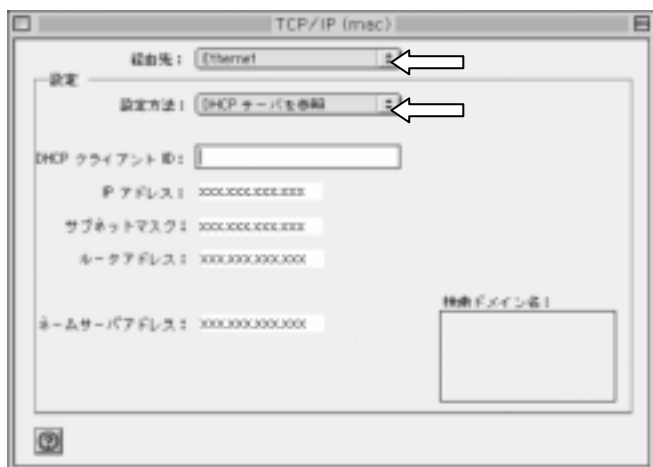 TCP/IP (mac)
経由先： Ethernet
設定
設定方法： DHCP サーバを参照
DHCP クライアント ID：
IP アドレス： xxx.xxx.xxx.xxx
サブネットマスク： xxx.xxx.xxx.xxx
ルータアドレス： xxx.xxx.xxx.xxx
検索ドメイン名：
ネームサーバアドレス： xxx.xxx.xxx.xxx
?